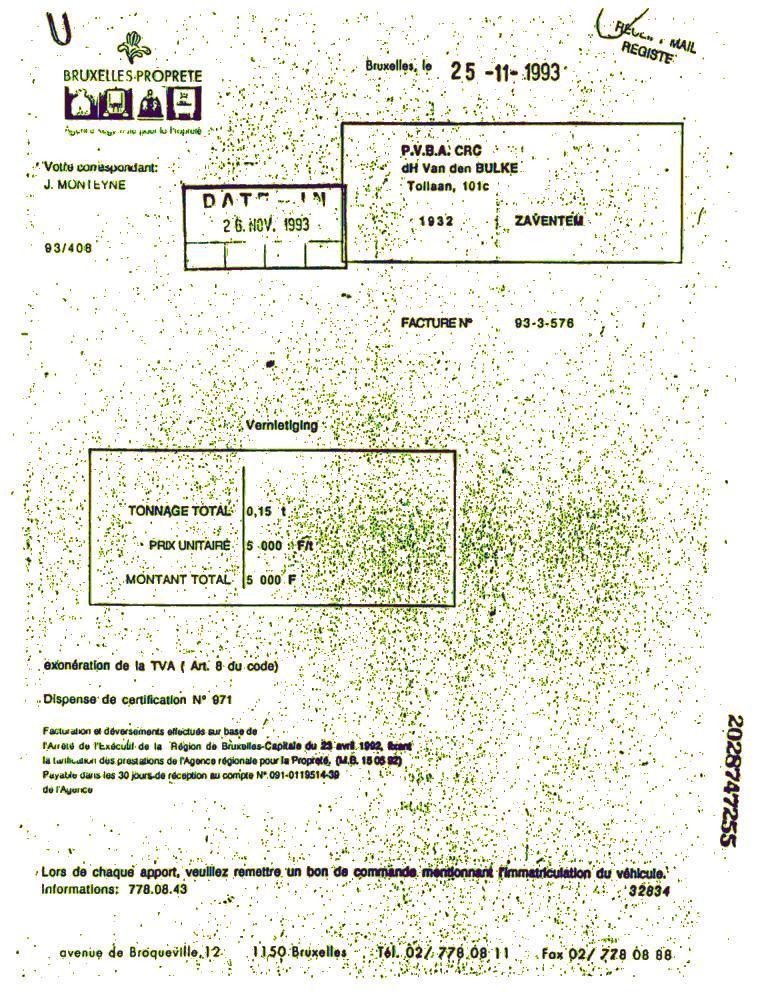 BRUXELLES-PROPRETE
Bruxelles, le 25 -11- 1993
MAIL
REGISTE
Votre correspondant:
J. MONTEYNE
P.V.B.A. CRC
dH Van den BULKE
Tollaan, 101c
1932 ZAVENTEM
26. NOV. 1993
93/408
FACTURE N° 93-3-576
Vernietiging
TONNAGE TOTAL 0,15 t
PRIX UNITAIRE 5 000 F/t
MONTANT TOTAL 5 000 F
exonération de la TVA ( Art. 8 du code)
Dispense de certification N° 971
Facturation et déversements effectués sur base de
l'Arrêté de l'Exécutif de la Région de Bruxelles-Capitale du 23 avril 1992, fixant
la tarification des prestations de l'Agence régionale pour la Propreté, (M.B. 15 05 92)
Payable dans les 30 jours de réception au compte N° 091-0119514-39
de l'Agence
2028747255
Lors de chaque apport, veuillez remettre un bon de commande mentionnant l'immatriculation du véhicule.
Informations: 778.08.43 32834
avenue de Broqueville, 12 1150 Bruxelles Tél. 02/ 778 08 11 Fax 02/ 778 08 88